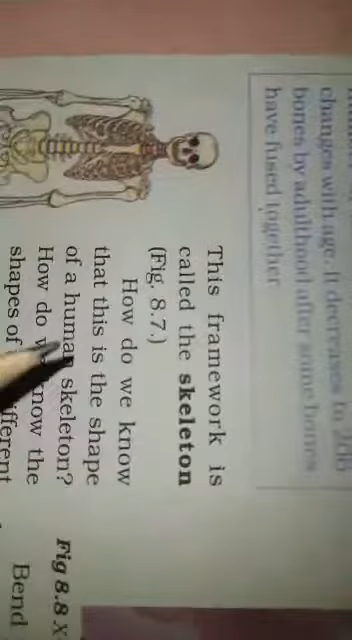 changes with age. It decreases to 206
bones by adulthood after some bones
have fused together
This framework is
called the skeleton
(Fig. 8.7.)
How do we know
that this is the shape
of a human skeleton?
How do know the
shapes of
Fig 8.8 X
Bend